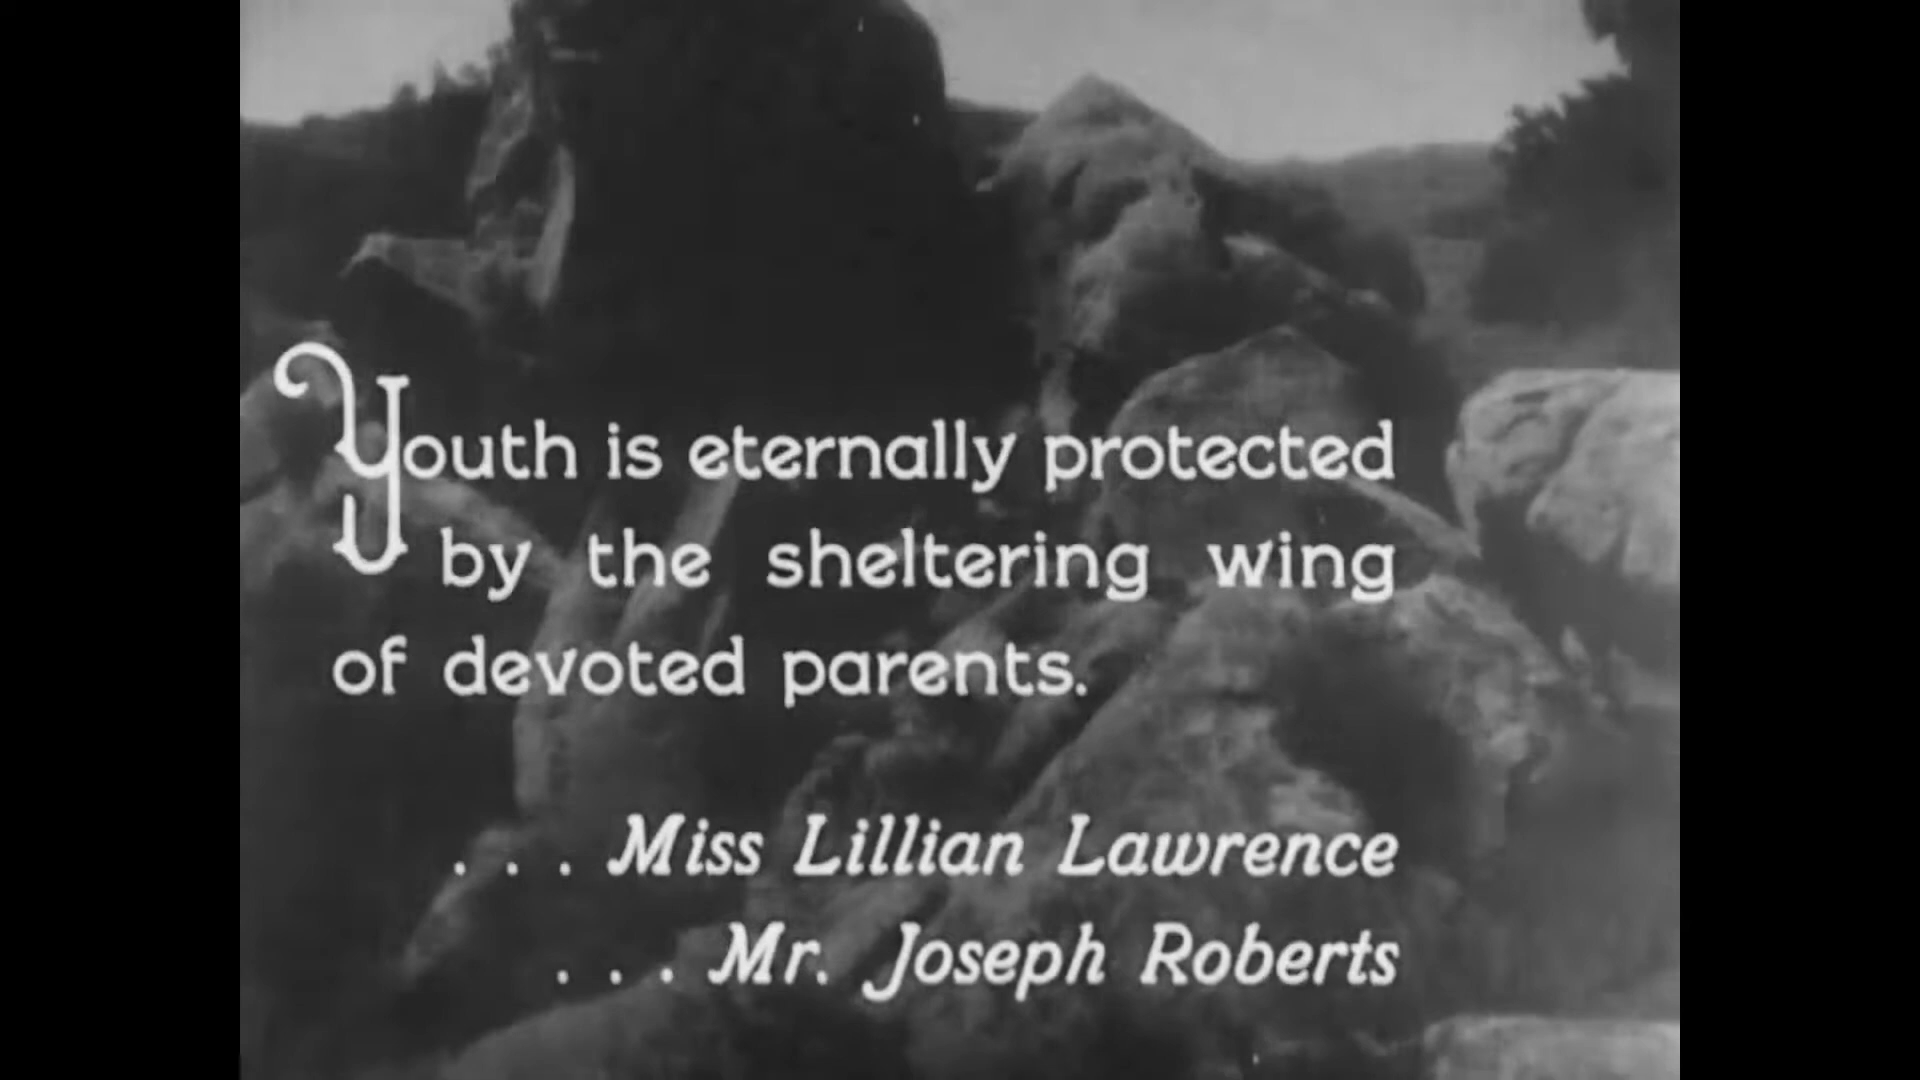 Youth is eternally protected
by the sheltering wing
of devoted parents.
. . . Miss Lillian Lawrence
. . . Mr. Joseph Roberts